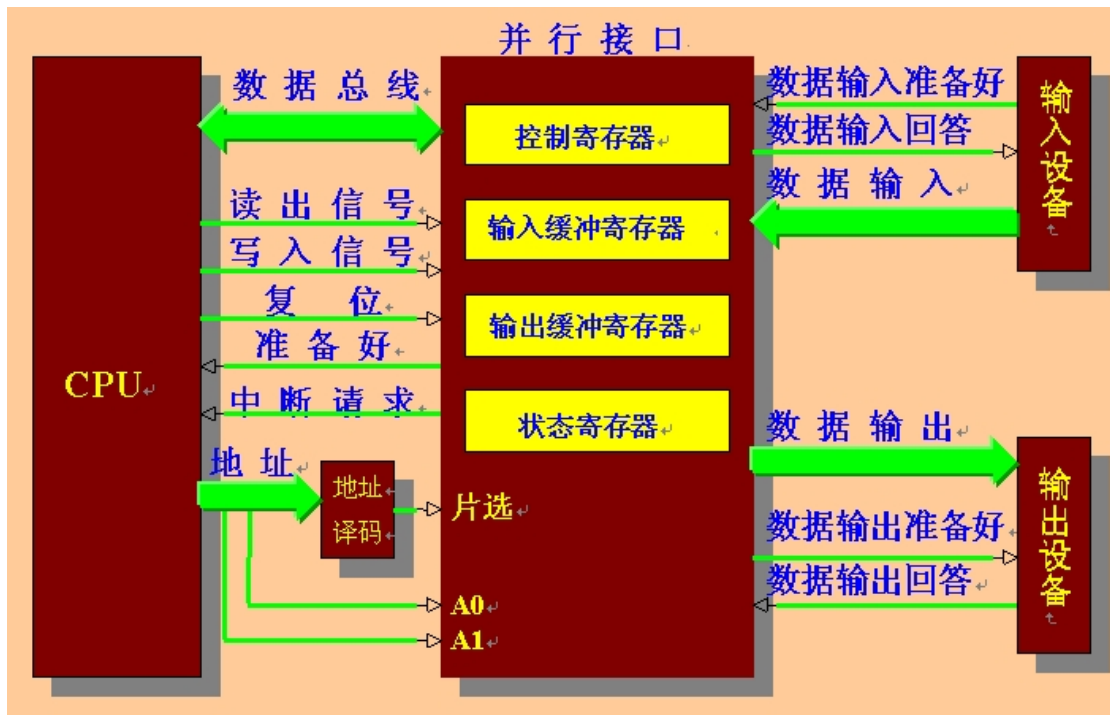 并 行 接 口
数 据 总 线
读 出 信 号
写 入 信 号
复 位
准 备 好
中 断 请 求
CPU
地 址
地址
译码
控制寄存器
输入缓冲寄存器
输出缓冲寄存器
状态寄存器
片选
A0
A1
数据输入准备好
数据输入回答
数 据 输 入
输入设备
数 据 输 出
数据输出准备好
数据输出回答
输出设备